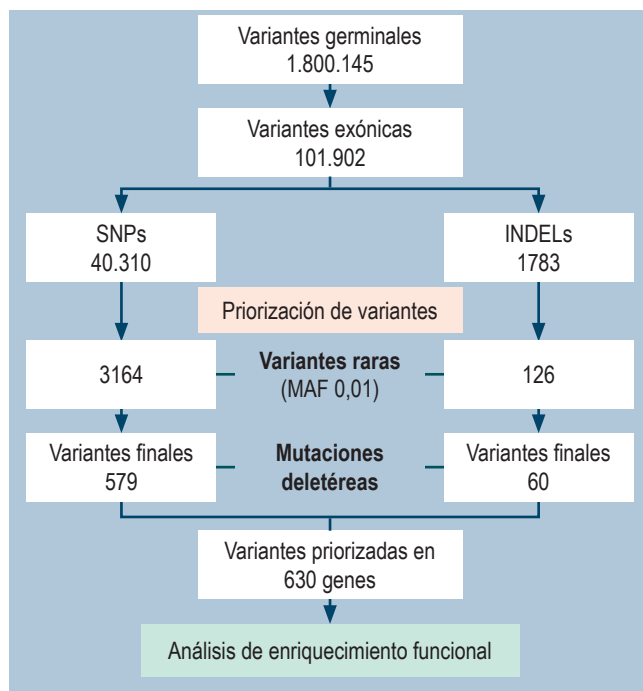 Variantes germinales
1.800.145
Variantes exónicas
101.902
SNPs
40.310
INDELs
1783
Priorización de variantes
3164
Variantes raras
(MAF 0,01)
126
Variantes finales
579
Mutaciones
deletéreas
Variantes finales
60
Variantes priorizadas en
630 genes
Análisis de enriquecimiento funcional